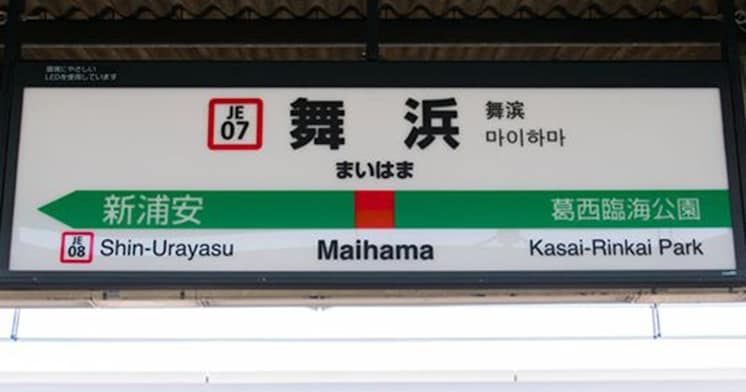 環境にやさしい
LEDを使用しています
JE
07
舞浜
舞滨
마이하마
まいはま
新浦安
葛西臨海公園
JE
08
Shin-Urayasu
Maihama
Kasai-Rinkai Park